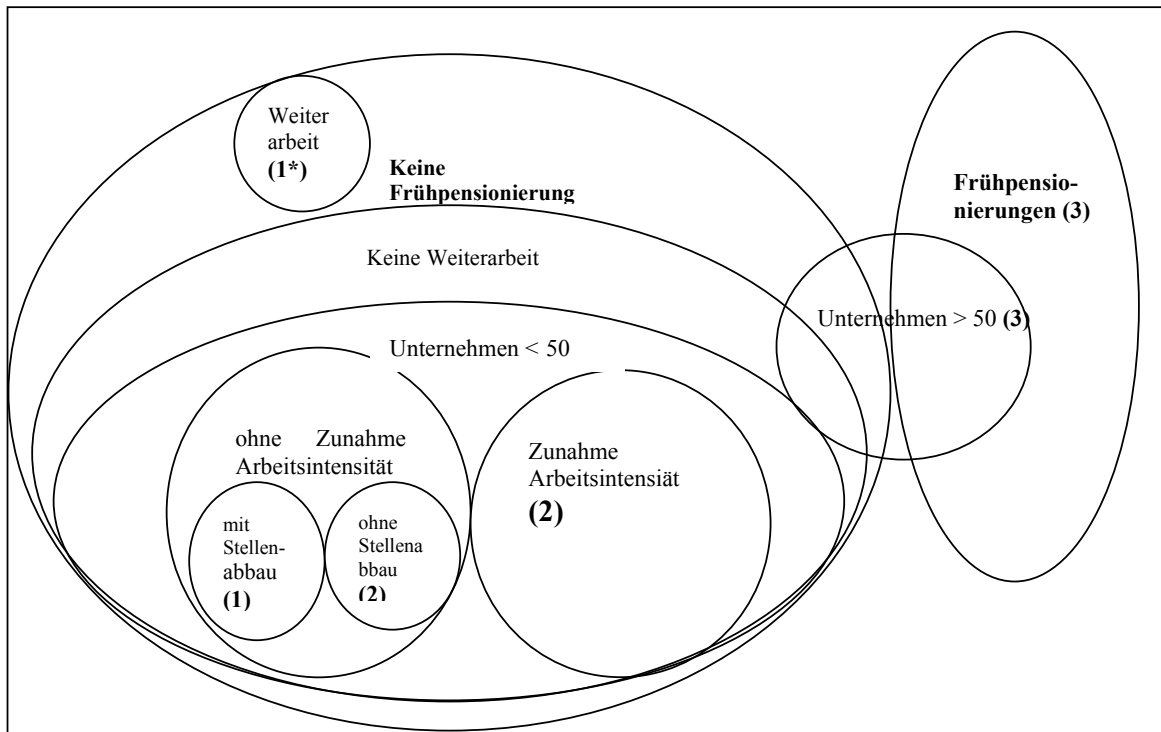 Weiter
arbeit
(1*)
Keine
Frühpensionierung
Frühpensio-
nierungen (3)
Keine Weiterarbeit
Unternehmen > 50 (3)
Unternehmen < 50
ohne Zunahme
Arbeitsintensität
Zunahme
Arbeitsintensiät
(2)
mit
Stellen-
abbau
(1)
ohne
Stellena
bbau
(2)